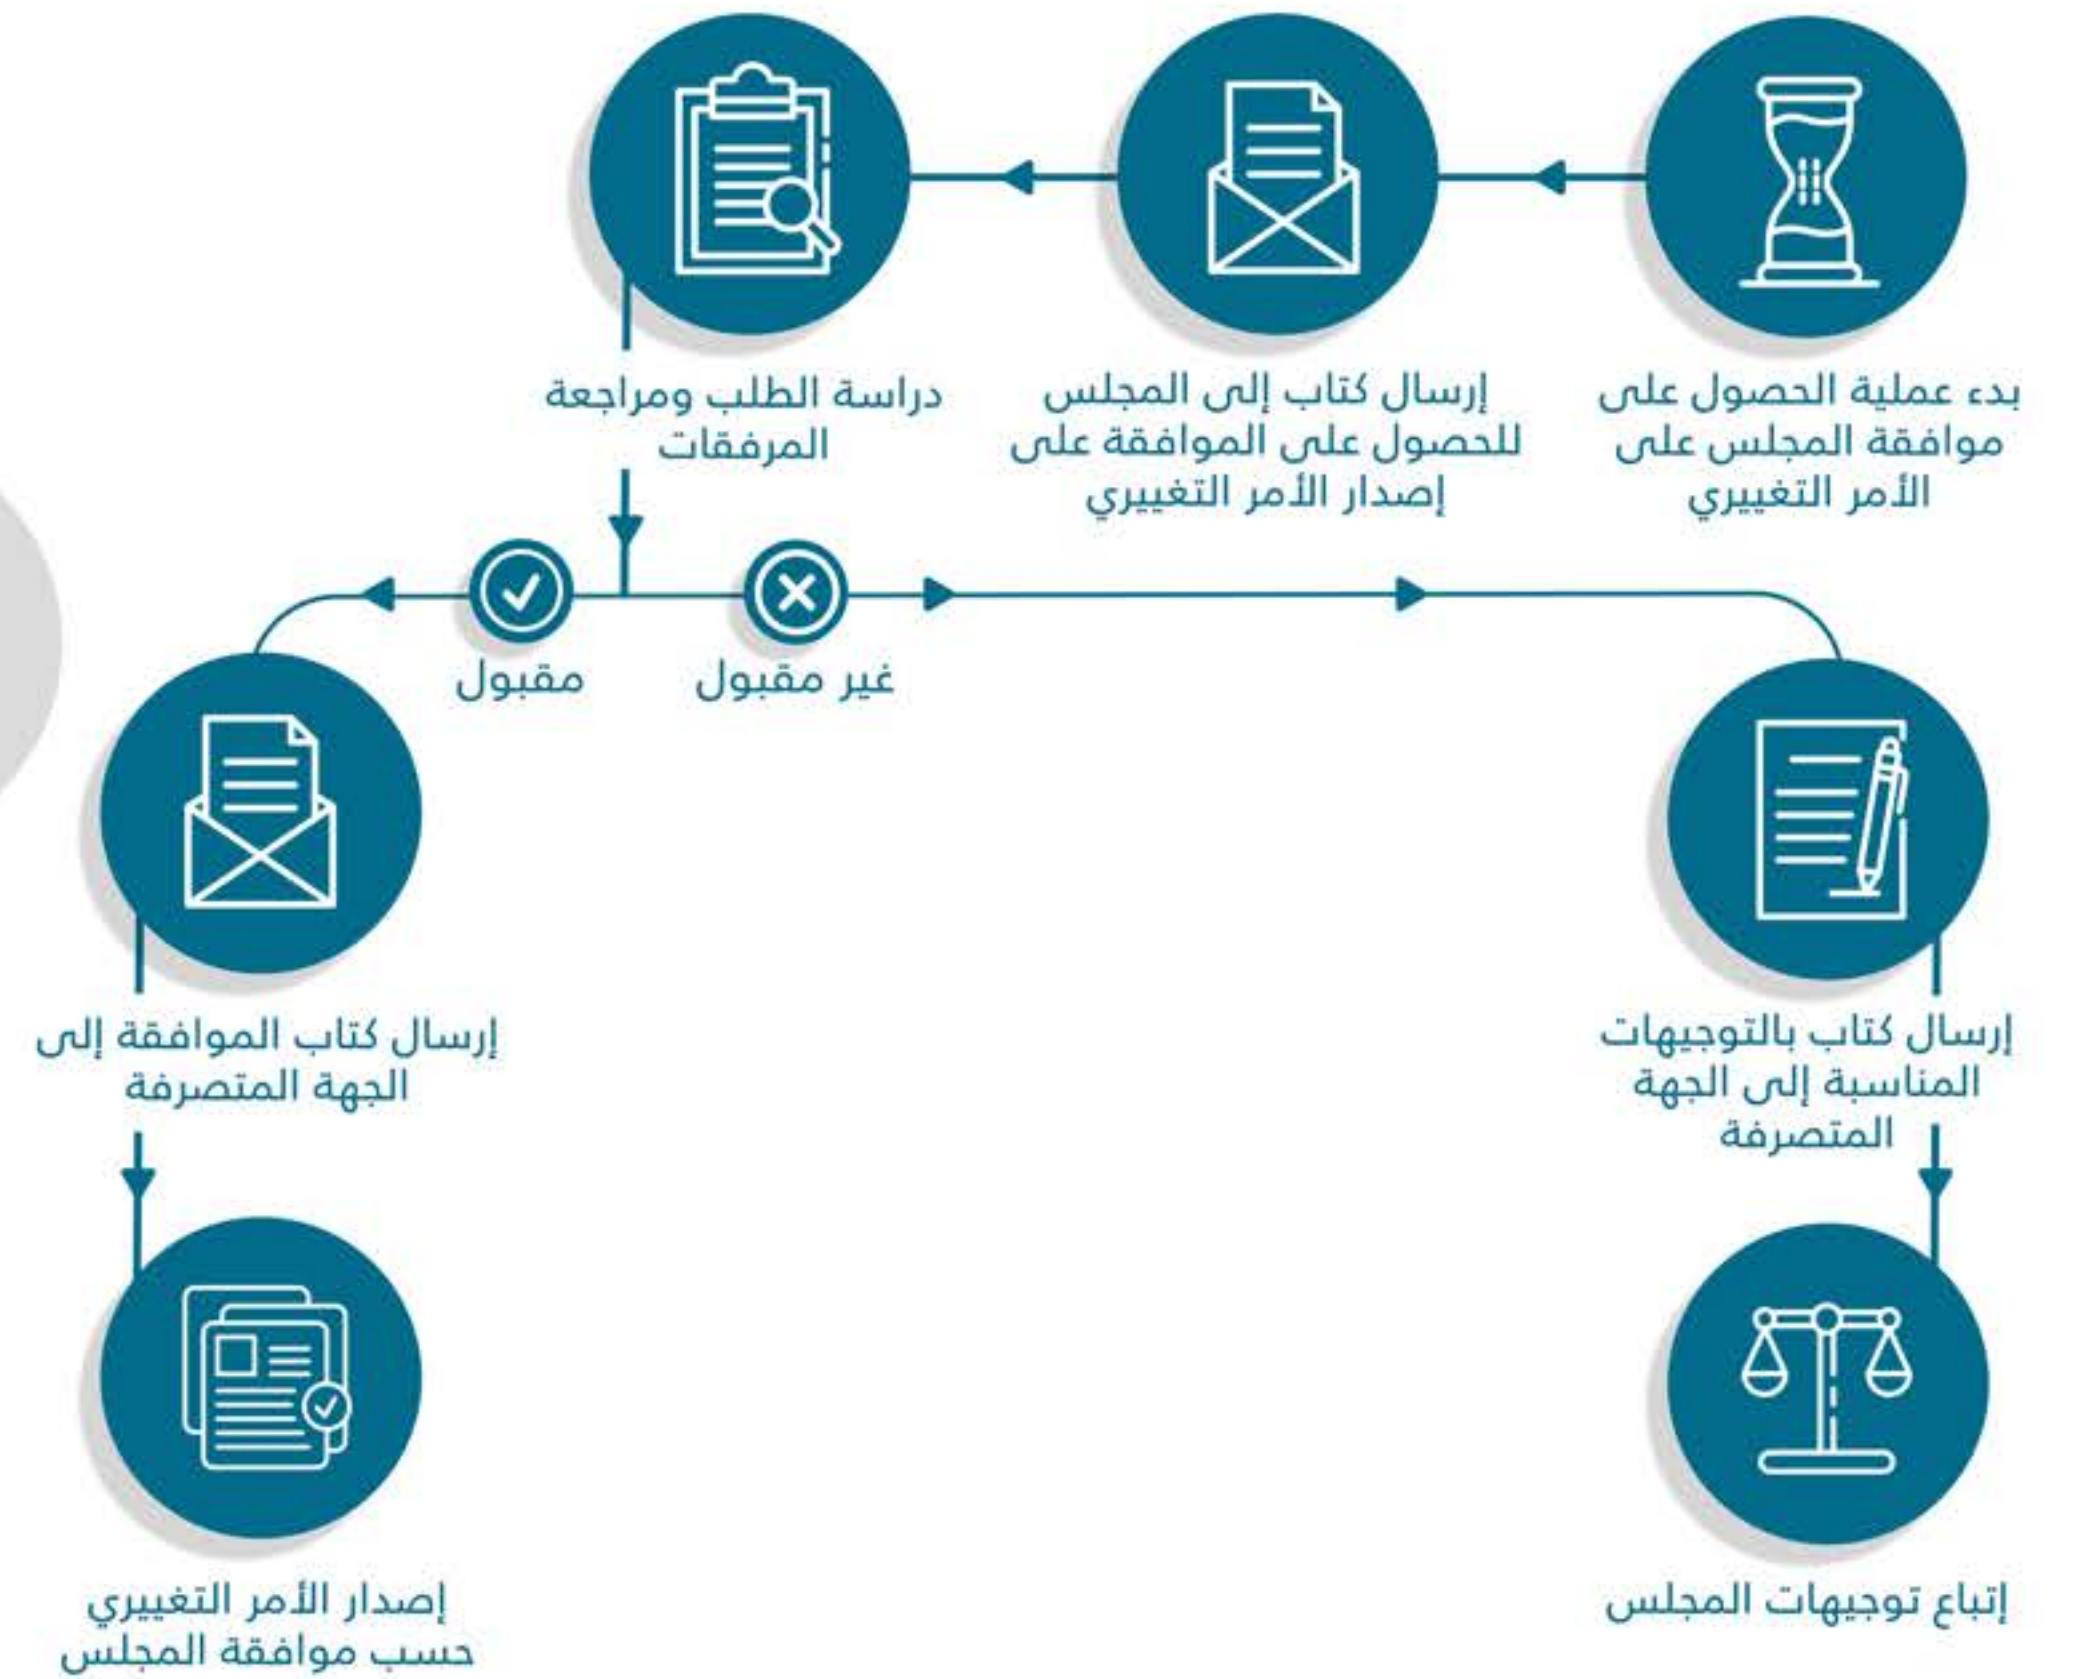 بدء عملية الحصول على
موافقة المجلس على
الأمر التغييري
إرسال كتاب إلى المجلس
للحصول على الموافقة على
إصدار الأمر التغييري
دراسة الطلب ومراجعة
المرفقات
غير مقبول
مقبول
إرسال كتاب بالتوجيهات
المناسبة إلى الجهة
المتصرفة
إتباع توجيهات المجلس
إرسال كتاب الموافقة إلى
الجهة المتصرفة
إصدار الأمر التغييري
حسب موافقة المجلس